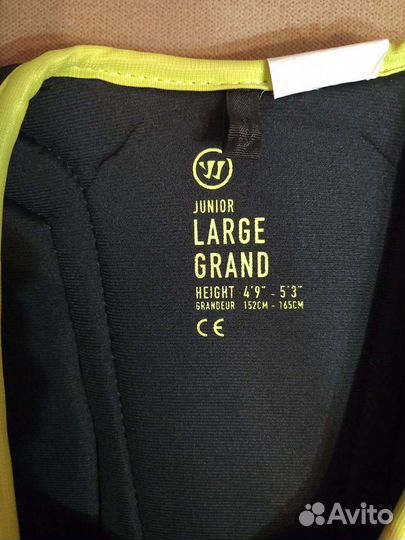 JUNIOR
LARGE
GRAND
HEIGHT 4'9" - 5'3"
GRANDEUR 152CM - 165CM
CE
Avito